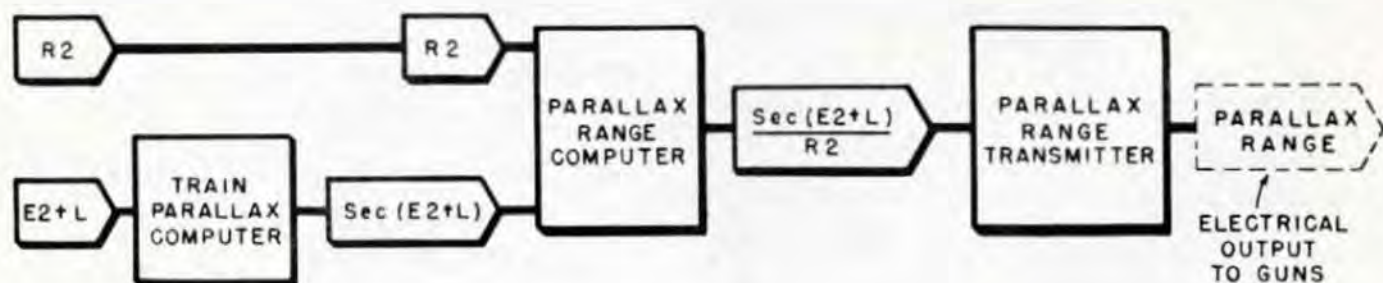 R2
R2
PARALLAX
RANGE
COMPUTER
Sec (E2+L)
R2
PARALLAX
RANGE
TRANSMITTER
PARALLAX
RANGE
E2+L
TRAIN
PARALLAX
COMPUTER
Sec (E2+L)
ELECTRICAL
OUTPUT
TO GUNS